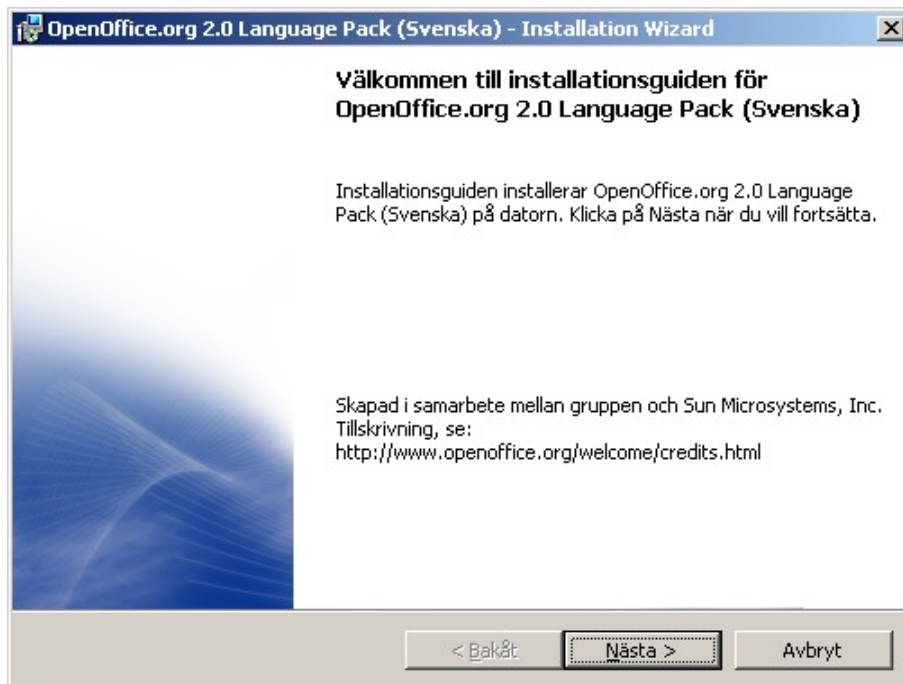 OpenOffice.org 2.0 Language Pack (Svenska) - Installation Wizard
Välkommen till installationsguiden för
OpenOffice.org 2.0 Language Pack (Svenska)
Installationsguiden installerar OpenOffice.org 2.0 Language
Pack (Svenska) på datorn. Klicka på Nästa när du vill fortsätta.
Skapad i samarbete mellan gruppen och Sun Microsystems, Inc.
Tillskrivning, se:
http://www.openoffice.org/welcome/credits.html
< Bakåt Nästa > Avbryt